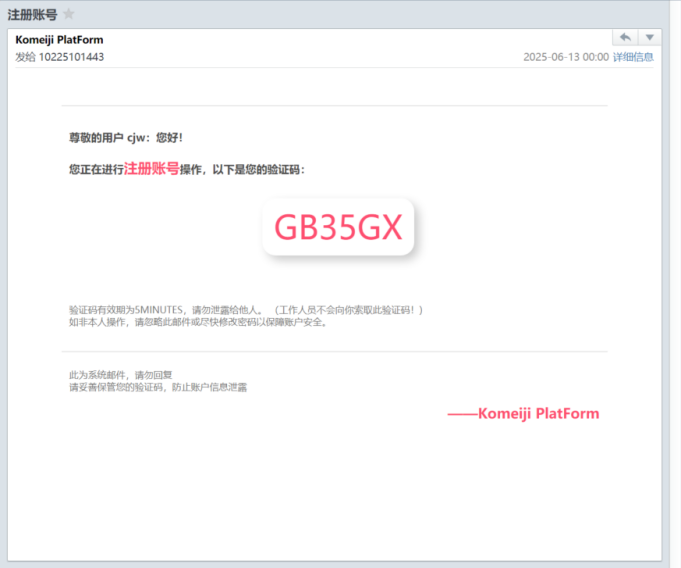 注册账号
Komeiji PlatForm
发给 10225101443
2025-06-13 00:00 详细信息
尊敬的用户 cjw：您好！
您正在进行注册账号操作，以下是您的验证码：
GB35GX
验证码有效期为5MINUTES，请勿泄露给他人。（工作人员不会向你索取此验证码！）
如非本人操作，请忽略此邮件或尽快修改密码以保障账户安全。
此为系统邮件，请勿回复
请妥善保管您的验证码，防止账户信息泄露
——Komeiji PlatForm